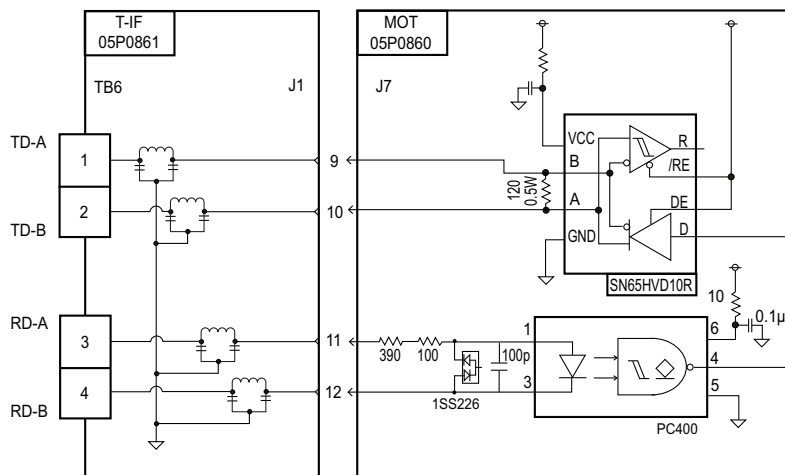 T-IF
05P0861
MOT
05P0860
TB6
J1
J7
TD-A
1
9
2
10
TD-B
120
0.5W
VCC
B
A
GND
R
/RE
DE
D
SN65HVD10R
RD-A
3
11
390
100
1
100p
3
1SS226
4
12
RD-B
10
0.1µ
6
4
5
PC400